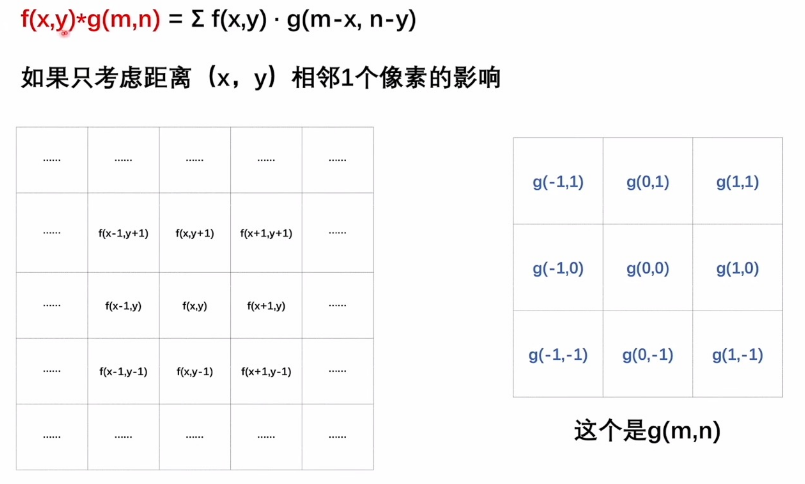 f(x,y)*g(m,n) = Σ f(x,y) · g(m-x, n-y)
如果只考虑距离（x，y）相邻1个像素的影响
...... ...... ...... ...... ......
...... f(x-1,y+1) f(x,y+1) f(x+1,y+1) ......
...... f(x-1,y) f(x,y) f(x+1,y) ......
...... f(x-1,y-1) f(x,y-1) f(x+1,y-1) ......
...... ...... ...... ...... ......
g(-1,1) g(0,1) g(1,1)
g(-1,0) g(0,0) g(1,0)
g(-1,-1) g(0,-1) g(1,-1)
这个是g(m,n)